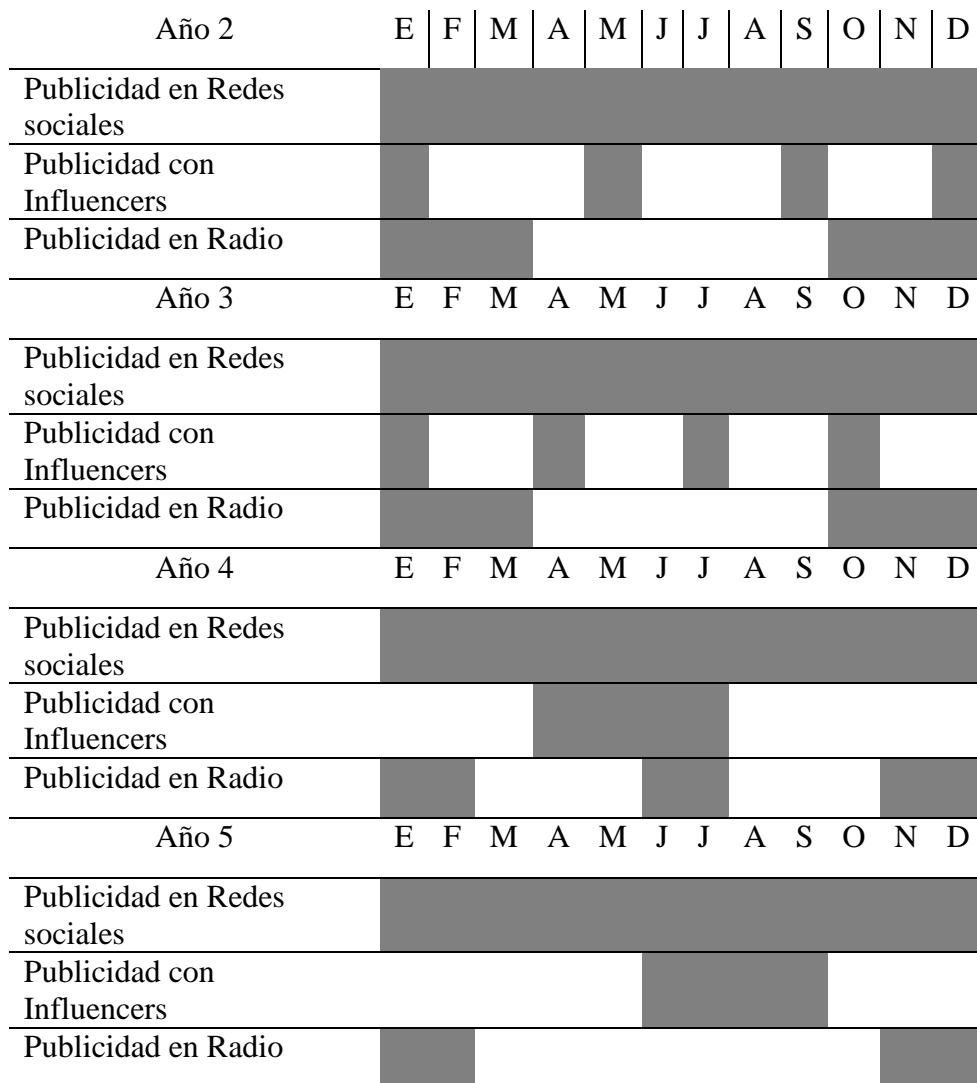 Año 2 E F M A M J J A S O N D
Publicidad en Redes
sociales
Publicidad con
Influencers
Publicidad en Radio
Año 3 E F M A M J J A S O N D
Publicidad en Redes
sociales
Publicidad con
Influencers
Publicidad en Radio
Año 4 E F M A M J J A S O N D
Publicidad en Redes
sociales
Publicidad con
Influencers
Publicidad en Radio
Año 5 E F M A M J J A S O N D
Publicidad en Redes
sociales
Publicidad con
Influencers
Publicidad en Radio